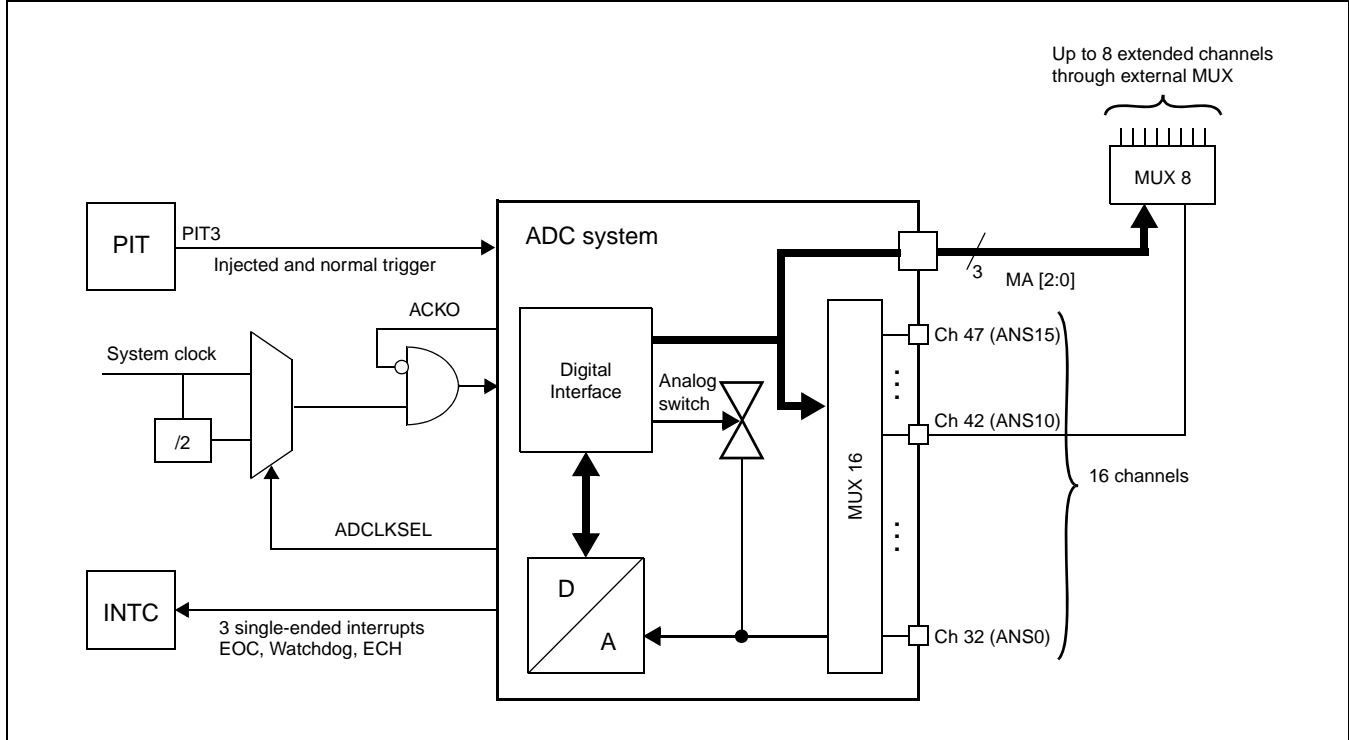 Up to 8 extended channels
through external MUX
MUX 8
PIT
PIT3
Injected and normal trigger
ADC system
3
MA [2:0]
ACKO
Ch 47 (ANS15)
System clock
Digital
Interface
Analog
switch
Ch 42 (ANS10)
/2
MUX 16
16 channels
ADCLKSEL
D
A
INTC
3 single-ended interrupts
EOC, Watchdog, ECH
Ch 32 (ANS0)